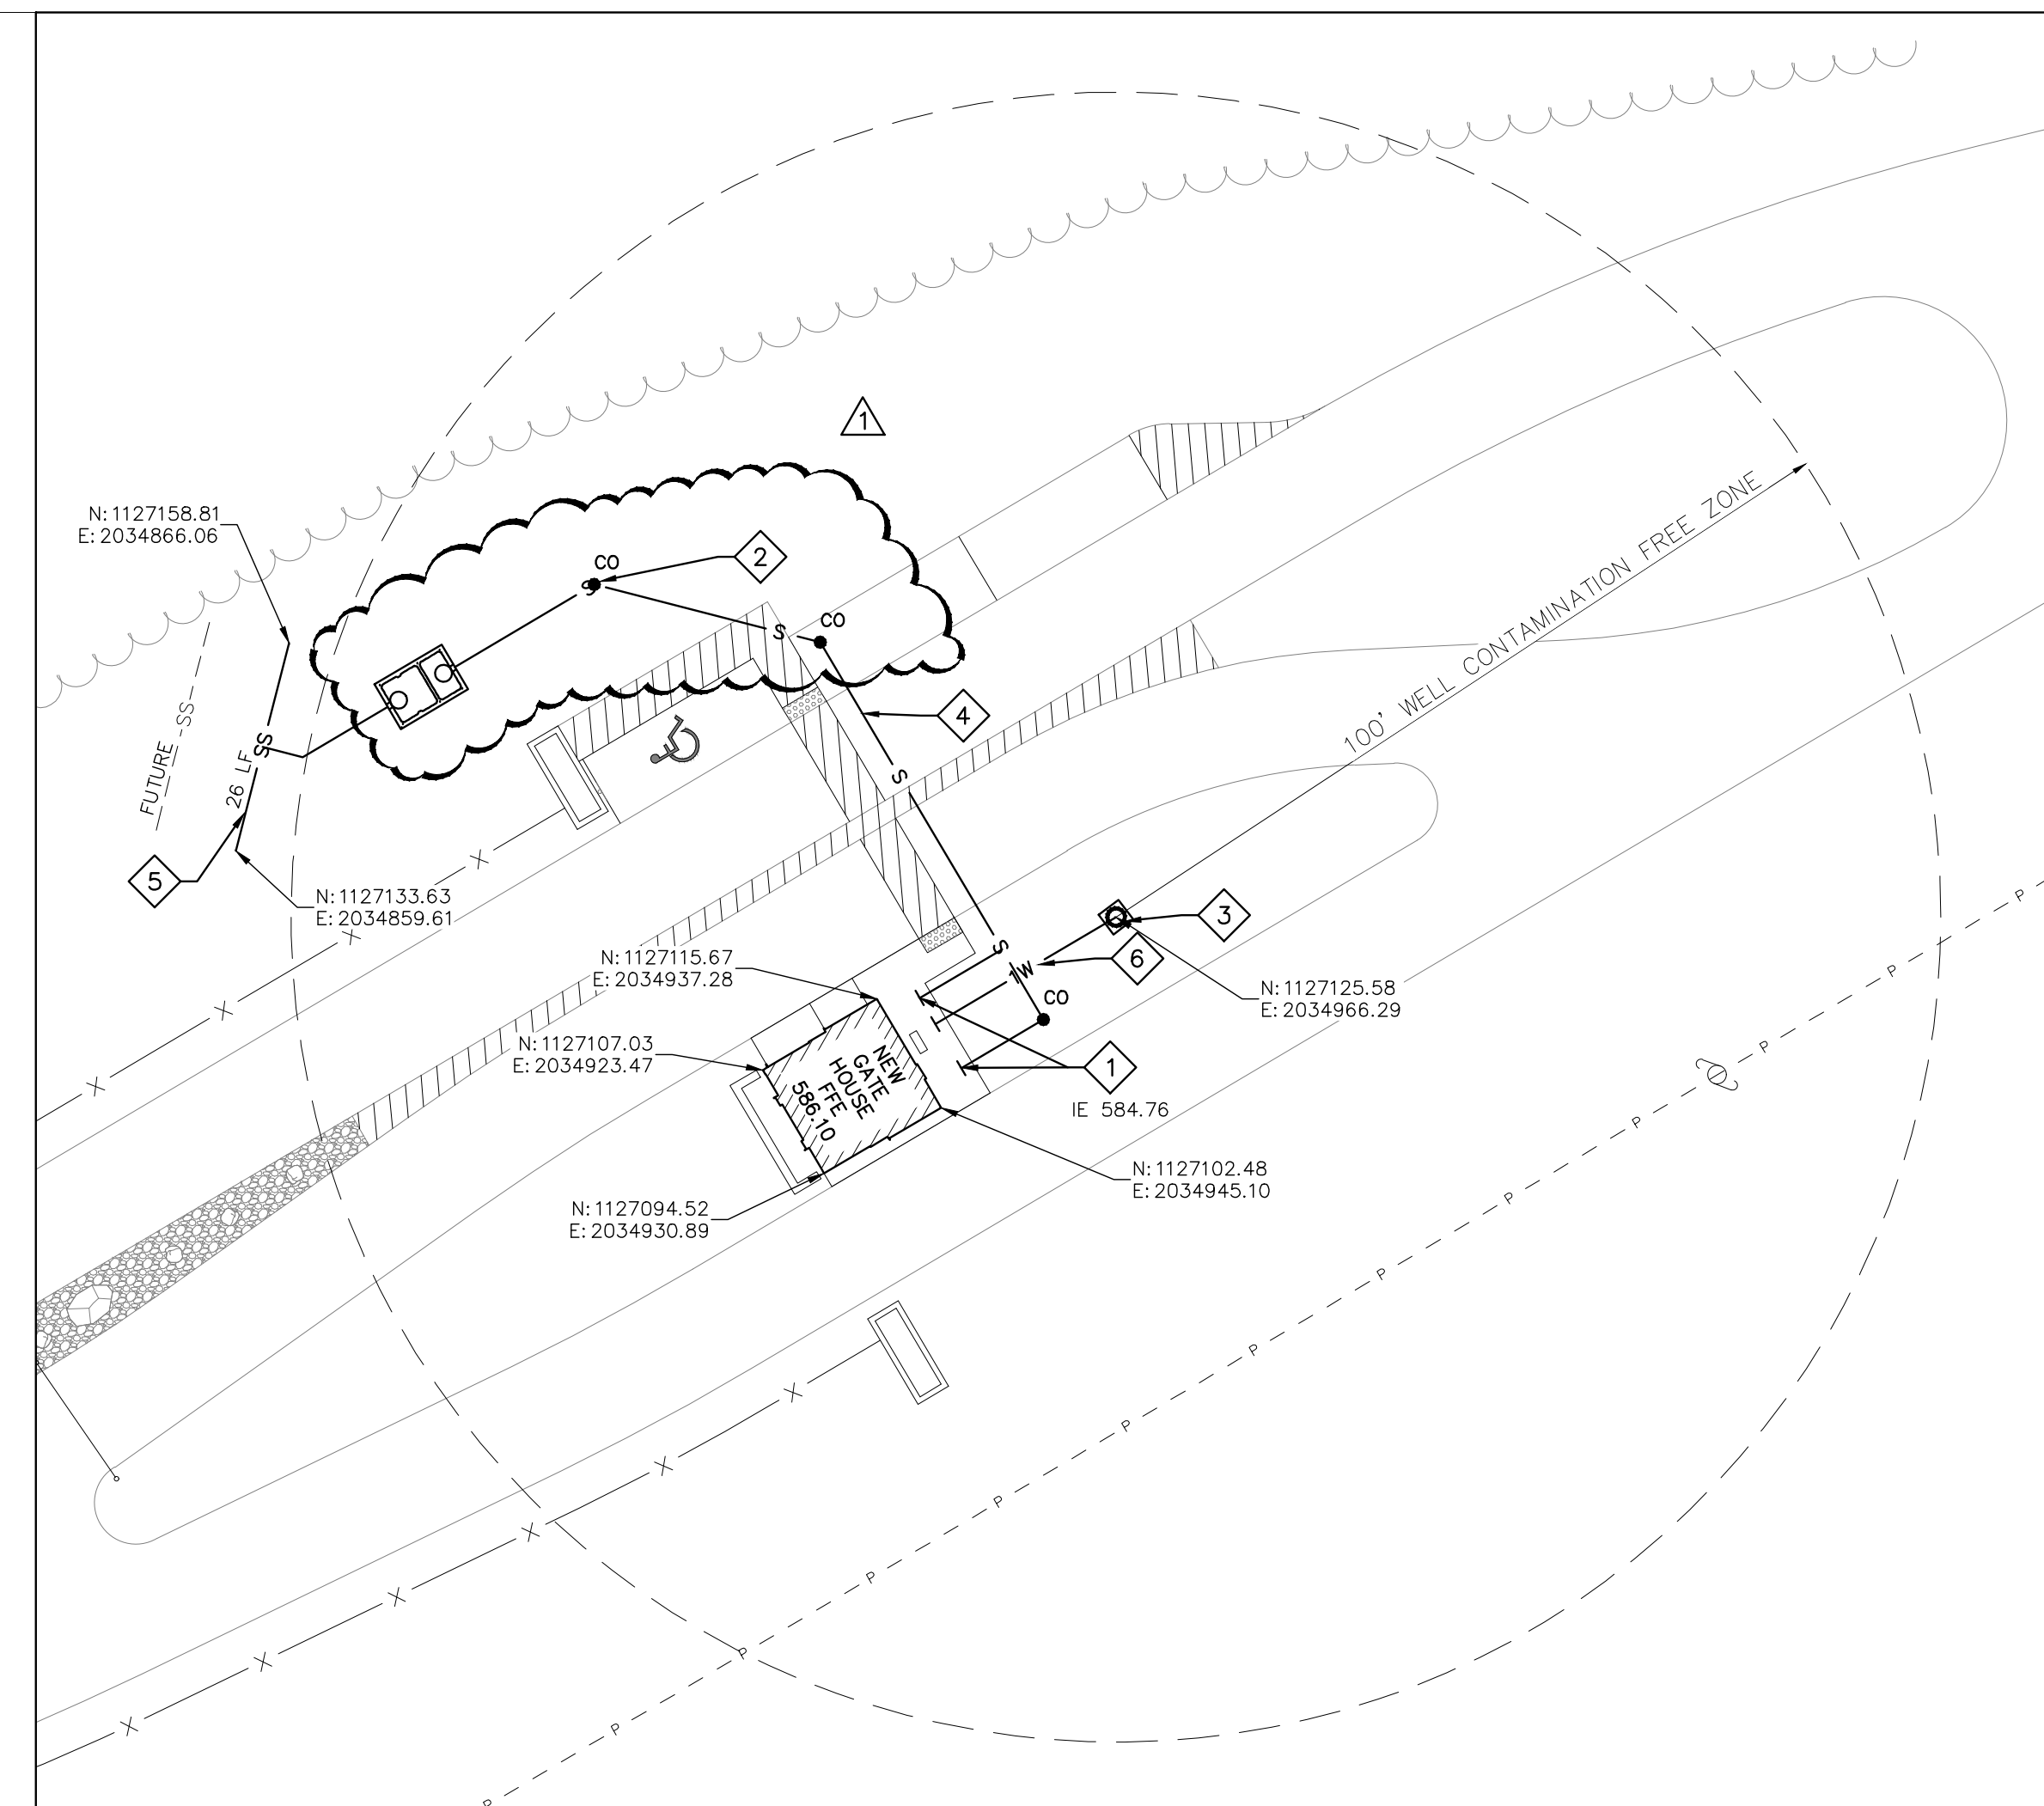 1
N: 1127158.81
E: 2034866.06
CO
2
S
S
CO
100' WELL CONTAMINATION FREE ZONE
4
FUTURE
SS
26 LF
SS
S
5
N: 1127133.63
E: 2034859.61
X
X
X
X
3
S
N: 1127115.67
E: 2034937.28
6
1"W
CO
N: 1127125.58
E: 2034966.29
N: 1127107.03
E: 2034923.47
1
IE 584.76
NEW
GATE
HOUSE
FFE
586.10
N: 1127102.48
E: 2034945.10
N: 1127094.52
E: 2034930.89
P
P
P
P
P
P
P
P
P
P
P
P
P
X
X
X
X
X
X